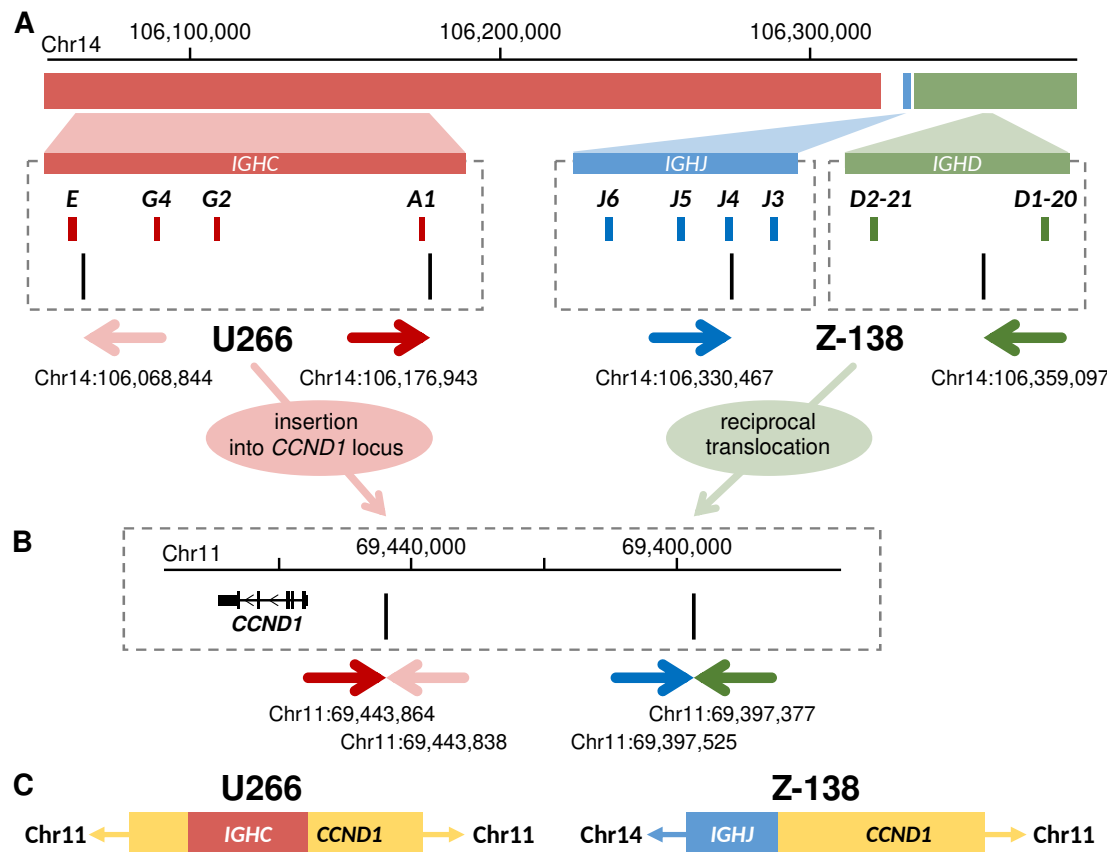 A
Chr14
106,100,000
106,200,000
106,300,000
IGHC
IGHJ
IGHD
E
G4
G2
A1
J6
J5
J4
J3
D2-21
D1-20
U266
Z-138
Chr14:106,068,844
Chr14:106,176,943
Chr14:106,330,467
Chr14:106,359,097
insertion
into CCND1 locus
reciprocal
translocation
B
Chr11
69,440,000
69,400,000
CCND1
Chr11:69,443,864
Chr11:69,443,838
Chr11:69,397,377
Chr11:69,397,525
C
U266
Z-138
Chr11
IGHC
CCND1
Chr11
Chr14
IGHJ
CCND1
Chr11